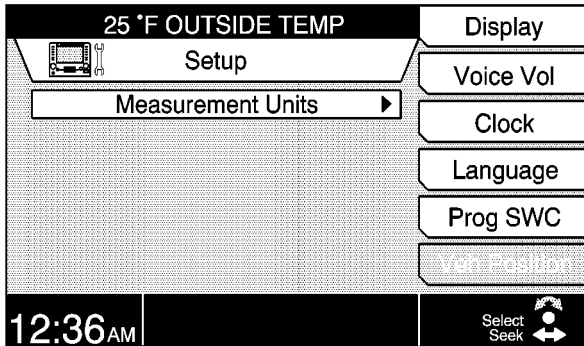 25 °F OUTSIDE TEMP
Setup
Measurement Units
Display
Voice Vol
Clock
Language
Prog SWC
Veh Position
12:36AM
Select
Seek